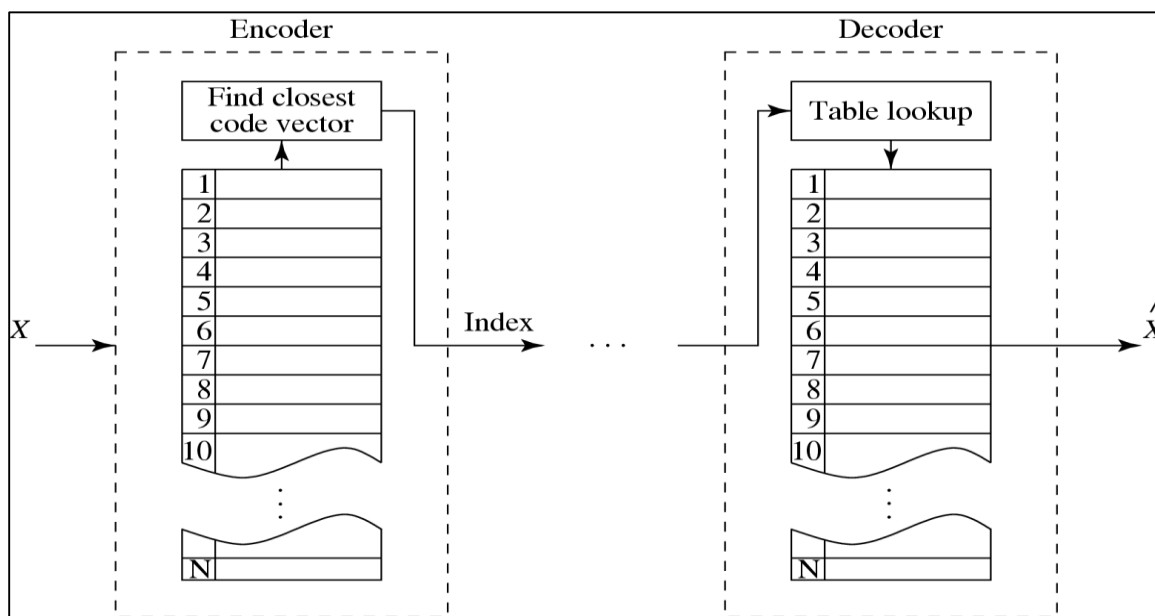 Encoder
Decoder
Find closest
code vector
Table lookup
1
2
3
4
5
6
7
8
9
10
⋮
N
X
Index
· · ·
1
2
3
4
5
6
7
8
9
10
⋮
N
X̂